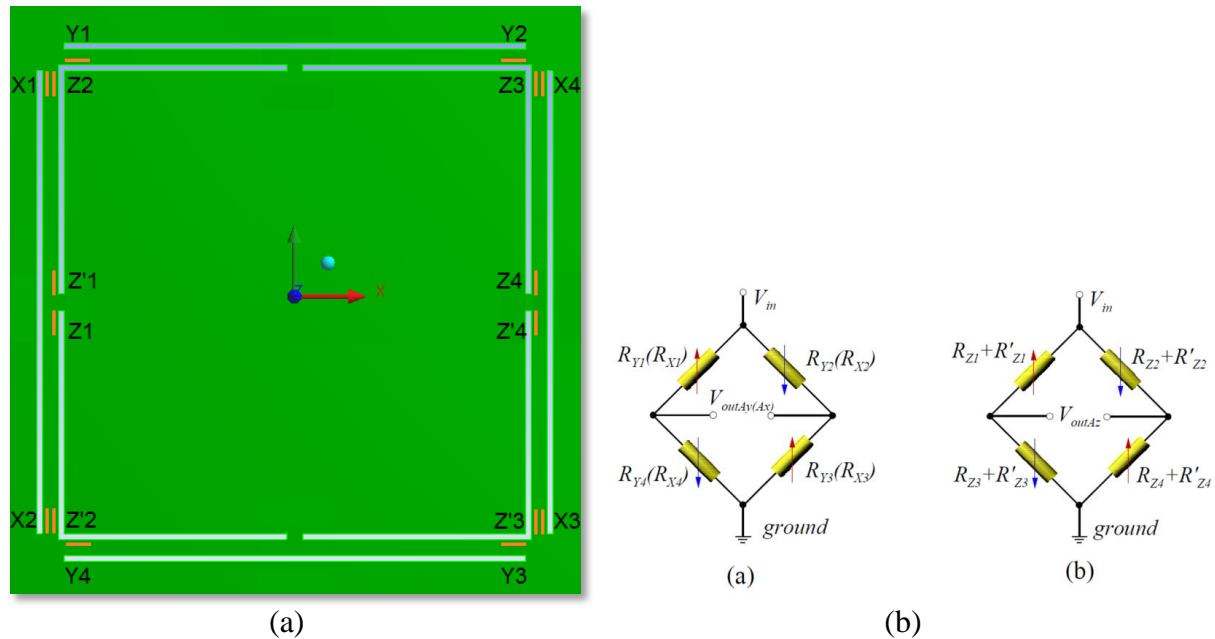 Y1 Y2
X1 Z2 Z3 X4
Z'1 Z4
Z X
Z1 Z'4
X2 Z'2 Z'3 X3
Y4 Y3
(a)
V_in
R_Y1(R_X1) R_Y2(R_X2)
V_outAy(Ax)
R_Y4(R_X4) R_Y3(R_X3)
ground
(a)
V_in
R_Z1+R'_Z1 R_Z2+R'_Z2
V_outAz
R_Z3+R'_Z3 R_Z4+R'_Z4
ground
(b)
(b)